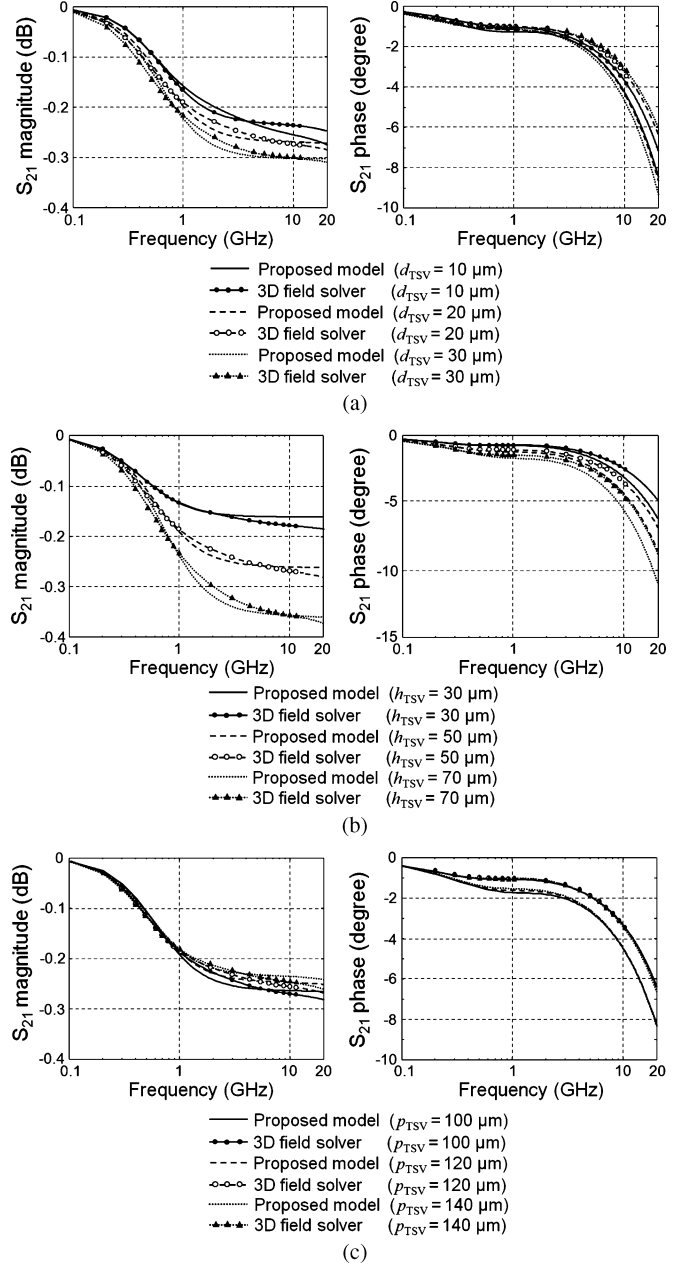 0
-0.1
-0.2
-0.3
-0.4
S21 magnitude (dB)
0.1 1 10 20
Frequency (GHz)
0
-2
-4
-6
-8
-10
S21 phase (degree)
0.1 1 10 20
Frequency (GHz)
Proposed model (dTSV = 10 µm)
3D field solver (dTSV = 10 µm)
Proposed model (dTSV = 20 µm)
3D field solver (dTSV = 20 µm)
Proposed model (dTSV = 30 µm)
3D field solver (dTSV = 30 µm)
(a)
0
-0.1
-0.2
-0.3
-0.4
S21 magnitude (dB)
0.1 1 10 20
Frequency (GHz)
0
-5
-10
-15
S21 phase (degree)
0.1 1 10 20
Frequency (GHz)
Proposed model (hTSV = 30 µm)
3D field solver (hTSV = 30 µm)
Proposed model (hTSV = 50 µm)
3D field solver (hTSV = 50 µm)
Proposed model (hTSV = 70 µm)
3D field solver (hTSV = 70 µm)
(b)
0
-0.1
-0.2
-0.3
-0.4
S21 magnitude (dB)
0.1 1 10 20
Frequency (GHz)
0
-2
-4
-6
-8
-10
S21 phase (degree)
0.1 1 10 20
Frequency (GHz)
Proposed model (pTSV = 100 µm)
3D field solver (pTSV = 100 µm)
Proposed model (pTSV = 120 µm)
3D field solver (pTSV = 120 µm)
Proposed model (pTSV = 140 µm)
3D field solver (pTSV = 140 µm)
(c)